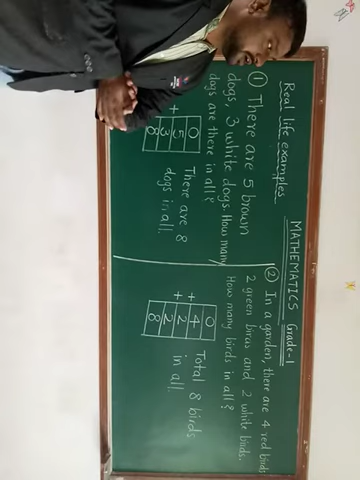 MATHEMATICS Grade-1
Real life examples
① There are 5 brown
dogs, 3 white dogs. How many
dogs are there in all?
0
5
+ 3
8
There are 8
dogs in all.
② In a garden, there are 4 red birds
2 green birds and 2 white birds.
How many birds in all?
0
4
+ 2
+ 2
8
Total 8 birds
in all